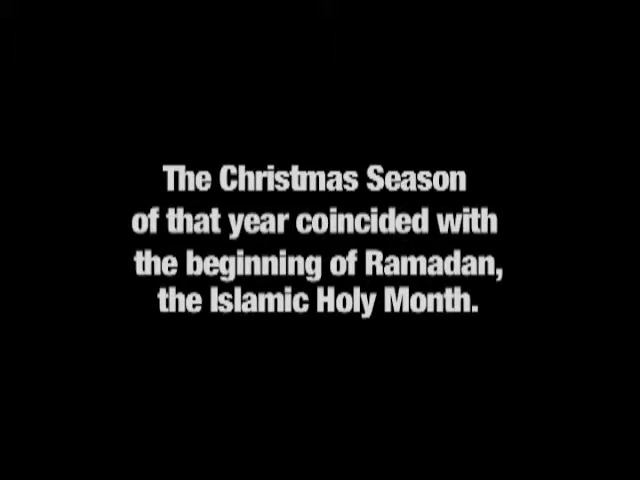 The Christmas Season
of that year coincided with
the beginning of Ramadan,
the Islamic Holy Month.